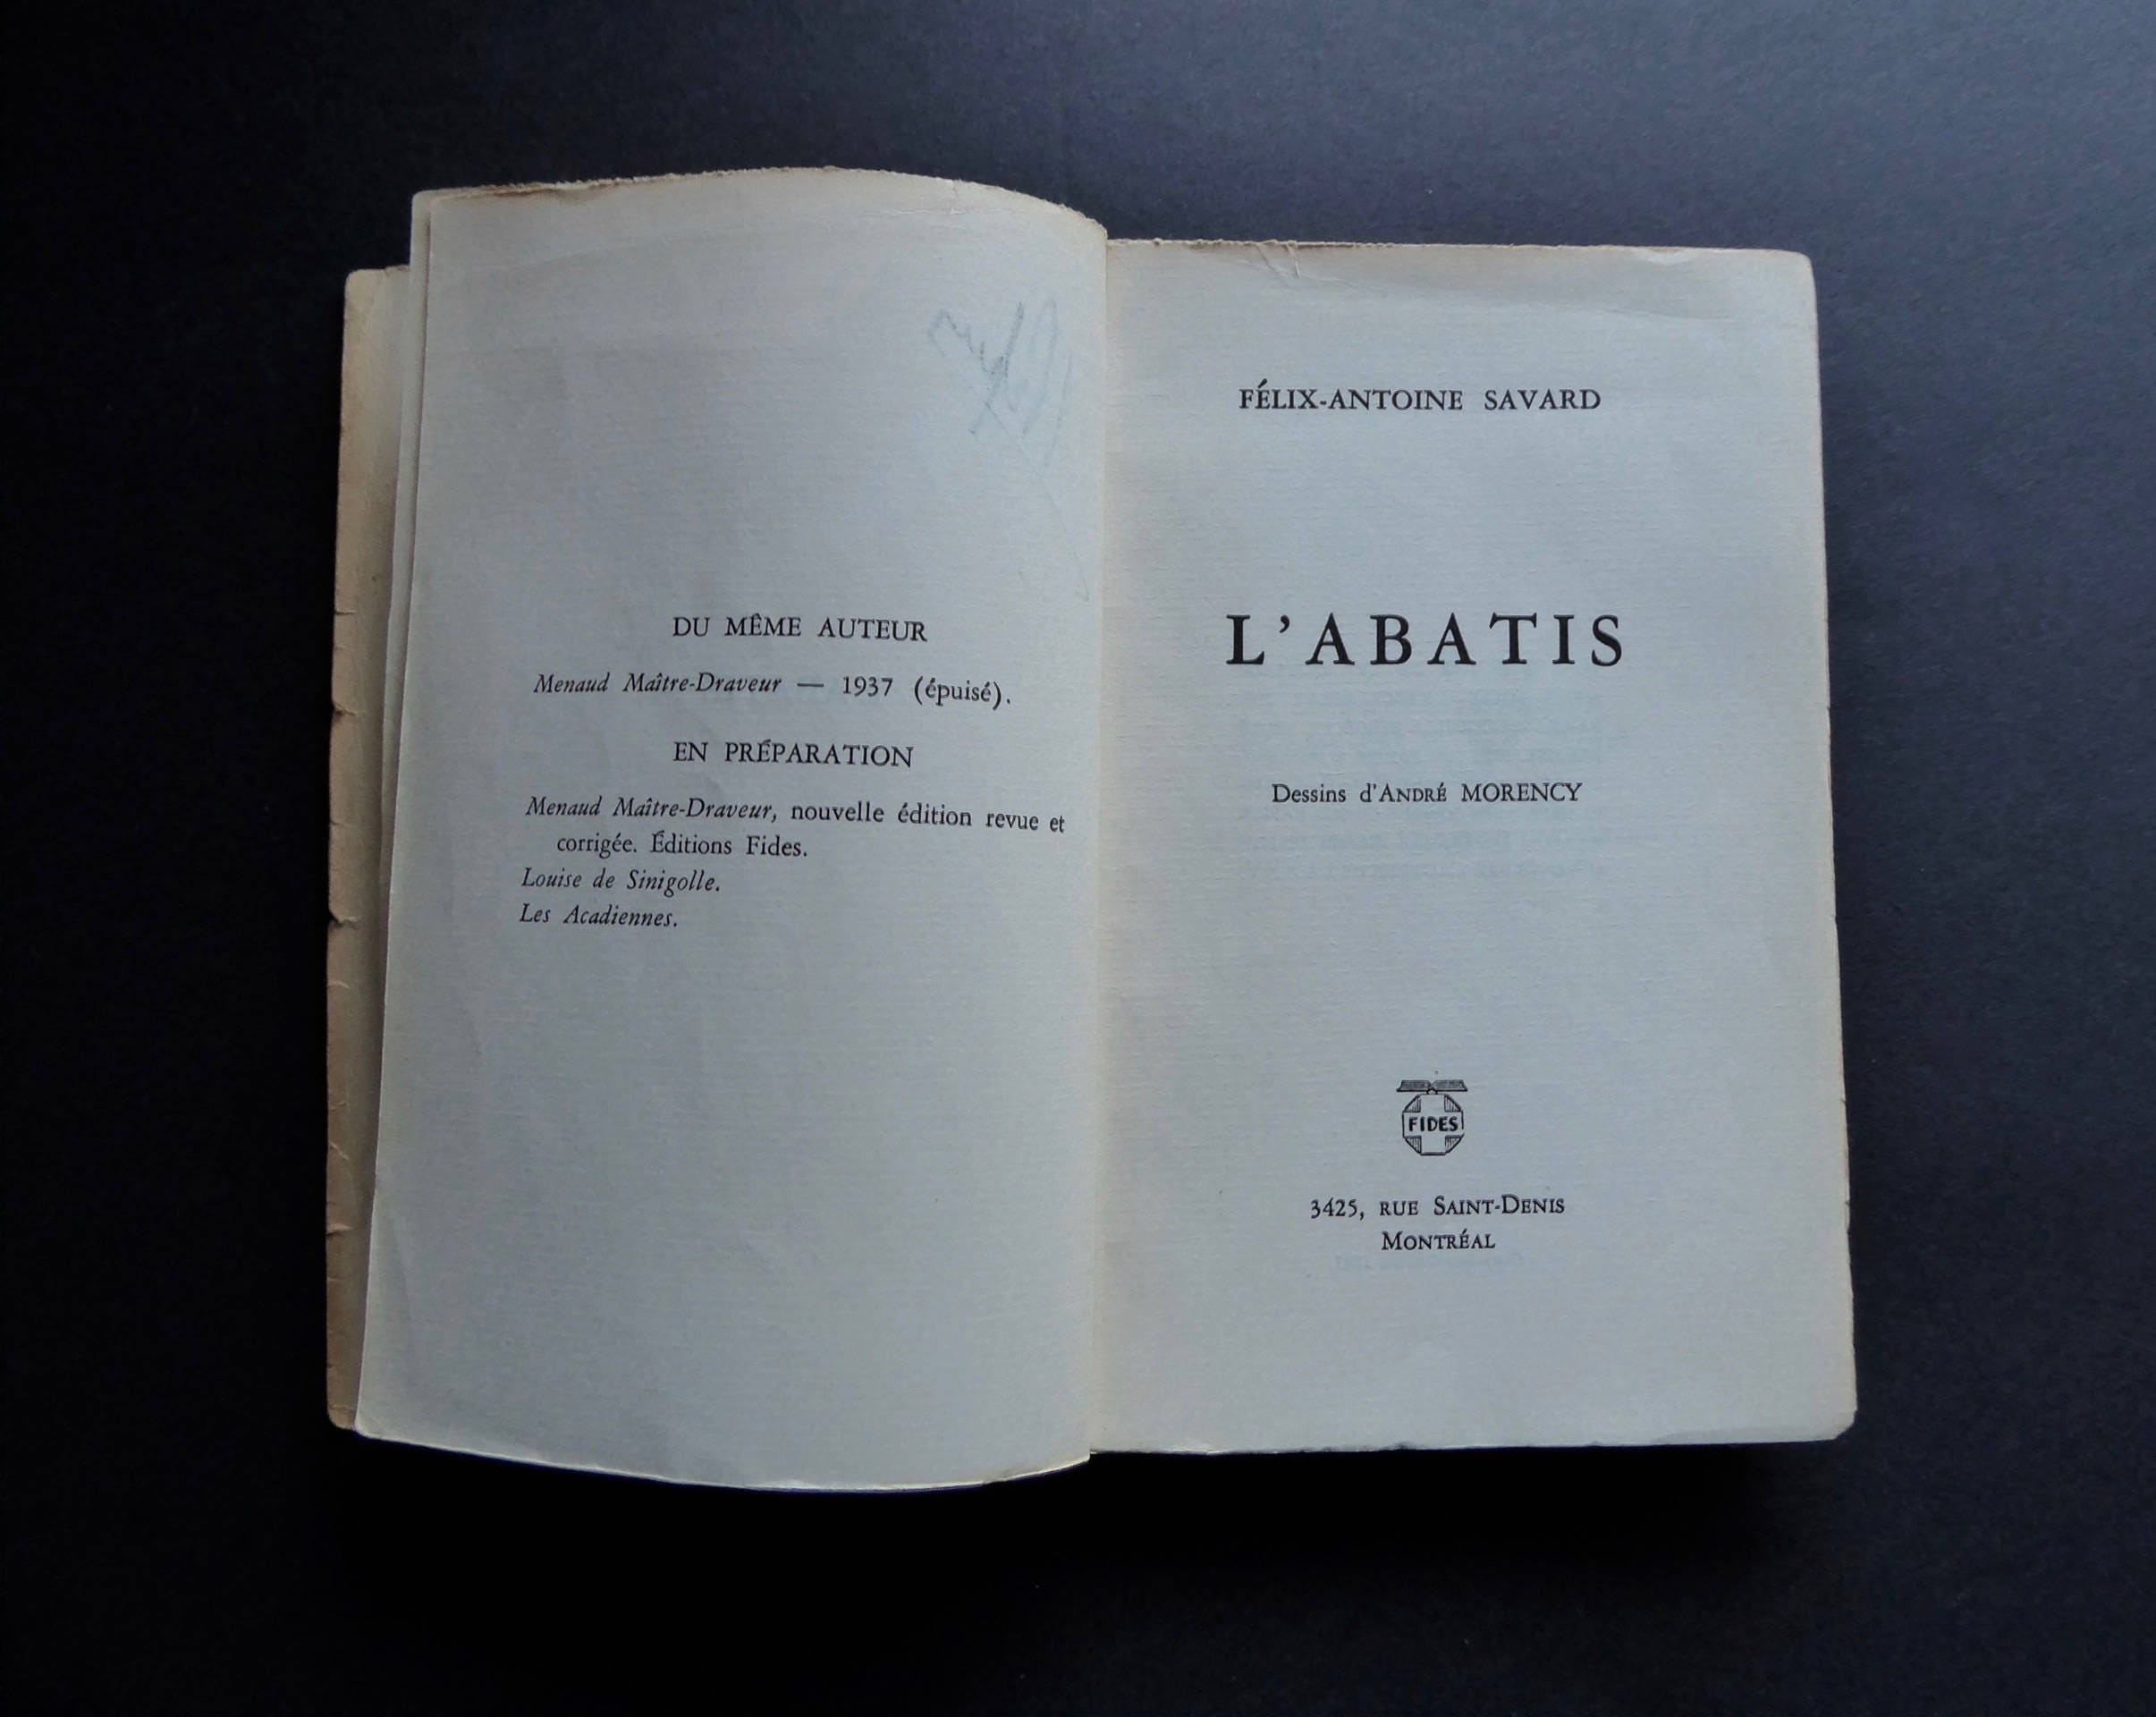 DU MÊME AUTEUR
Menaud Maître-Draveur — 1937 (épuisé).
EN PRÉPARATION
Menaud Maître-Draveur, nouvelle édition revue et
corrigée. Éditions Fides.
Louise de Sinigolle.
Les Acadiennes.
FÉLIX-ANTOINE SAVARD
L'ABATIS
Dessins d'ANDRÉ MORENCY
FIDES
3425, RUE SAINT-DENIS
MONTRÉAL